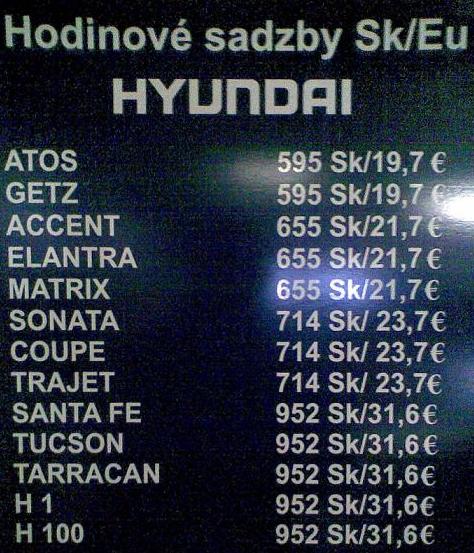 Hodinové sadzby Sk/Eu
HYUNDAI
ATOS 595 Sk/19,7 €
GETZ 595 Sk/19,7 €
ACCENT 655 Sk/21,7€
ELANTRA 655 Sk/21,7€
MATRIX 655 Sk/21,7€
SONATA 714 Sk/ 23,7€
COUPE 714 Sk/ 23,7€
TRAJET 714 Sk/ 23,7€
SANTA FE 952 Sk/31,6€
TUCSON 952 Sk/31,6€
TARRACAN 952 Sk/31,6€
H 1 952 Sk/31,6€
H 100 952 Sk/31,6€